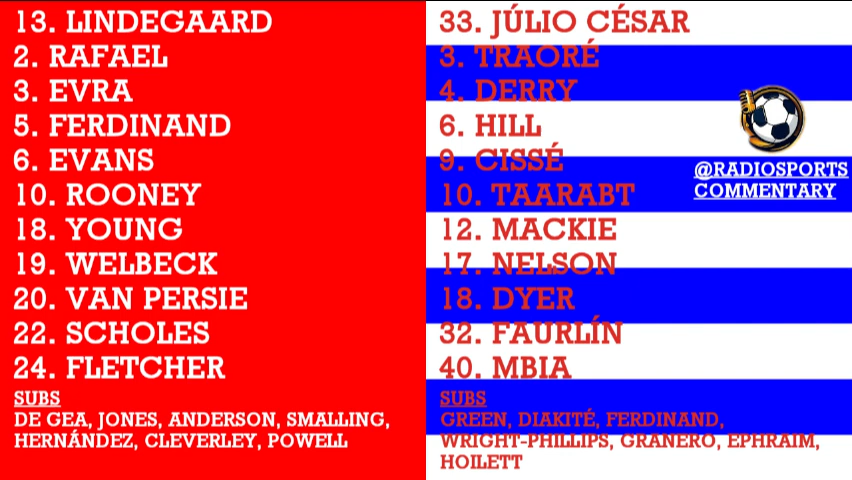 13. LINDEGAARD
2. RAFAEL
3. EVRA
5. FERDINAND
6. EVANS
10. ROONEY
18. YOUNG
19. WELBECK
20. VAN PERSIE
22. SCHOLES
24. FLETCHER
SUBS
DE GEA, JONES, ANDERSON, SMALLING,
HERNÁNDEZ, CLEVERLEY, POWELL
33. JÚLIO CÉSAR
3. TRAORÉ
4. DERRY
6. HILL
9. CISSÉ
10. TAARABT
12. MACKIE
17. NELSON
18. DYER
32. FAURLÍN
40. MBIA
SUBS
GREEN, DIAKITÉ, FERDINAND,
WRIGHT-PHILLIPS, GRANERO, EPHRAIM,
HOILETT
@RADIOSPORTS
COMMENTARY